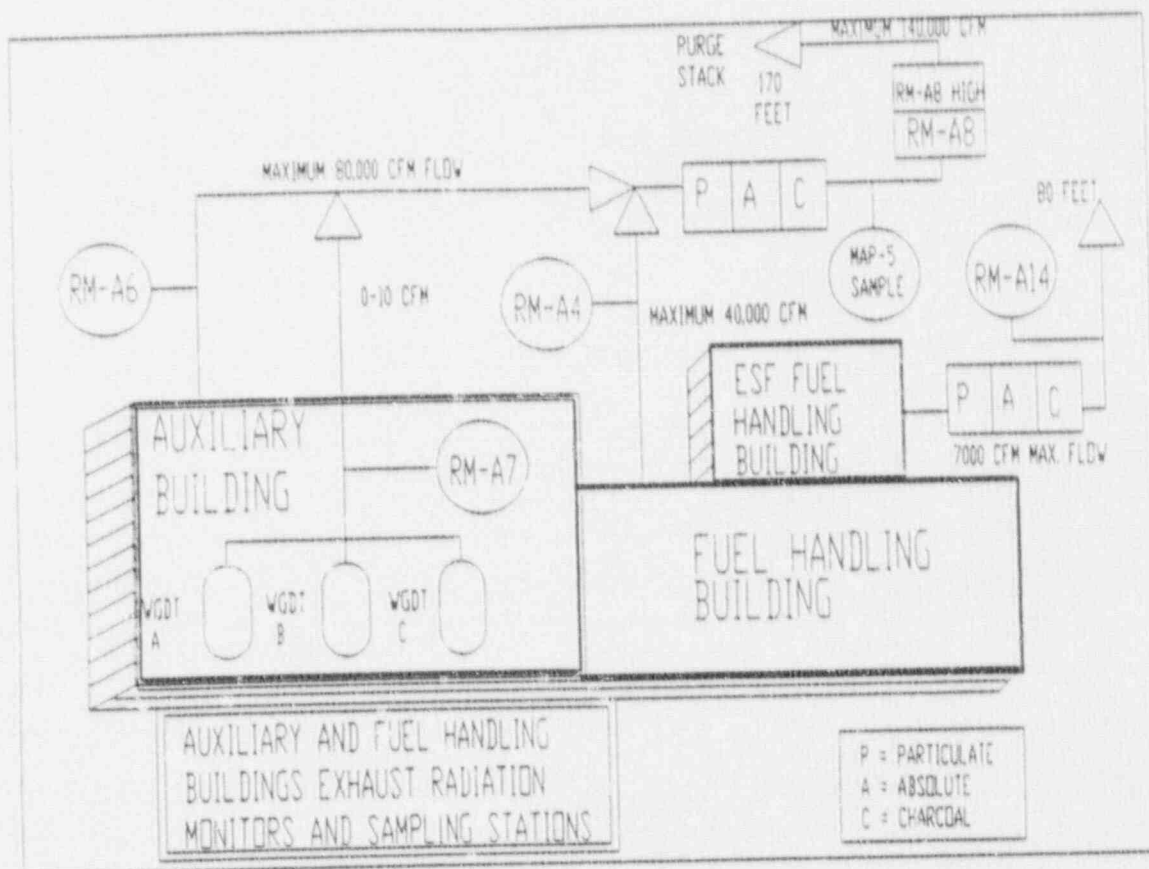 MAXIMUM 140,000 CFM
PURGE
STACK
170
FEET
RM-A8 HIGH
RM-A8
MAXIMUM 80,000 CFM FLOW
P A C
80 FEET
RM-A6
0-10 CFM
RM-A4
MAP-5
SAMPLE
RM-A14
MAXIMUM 40,000 CFM
ESF FUEL
HANDLING
BUILDING
P A C
7000 CFM MAX. FLOW
AUXILIARY
BUILDING
RM-A7
FUEL HANDLING
BUILDING
WGDT
A
WGDT
B
WGDT
C
AUXILIARY AND FUEL HANDLING
BUILDINGS EXHAUST RADIATION
MONITORS AND SAMPLING STATIONS
P = PARTICULATE
A = ABSOLUTE
C = CHARCOAL